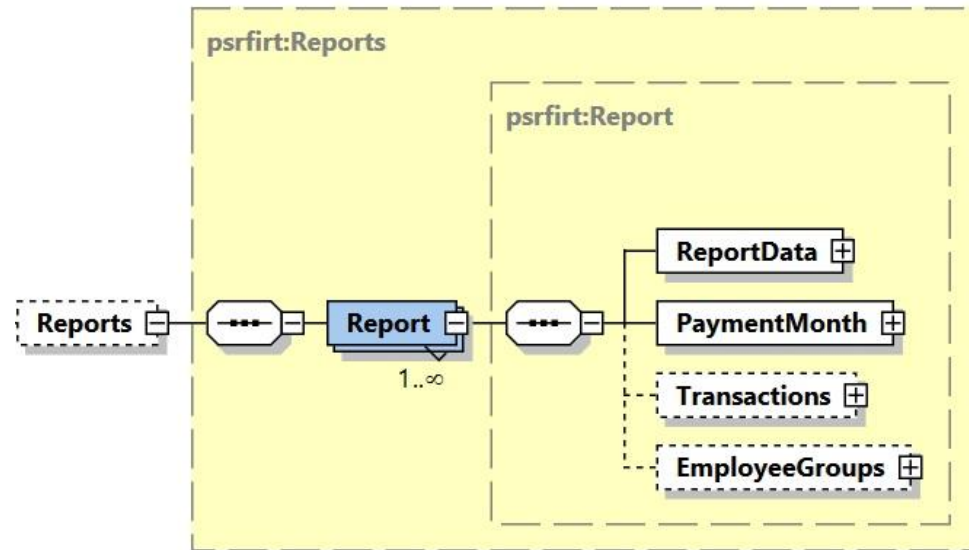 psrfirt:Reports
psrfirt:Report
ReportData
Reports
Report
PaymentMonth
1..∞
Transactions
EmployeeGroups